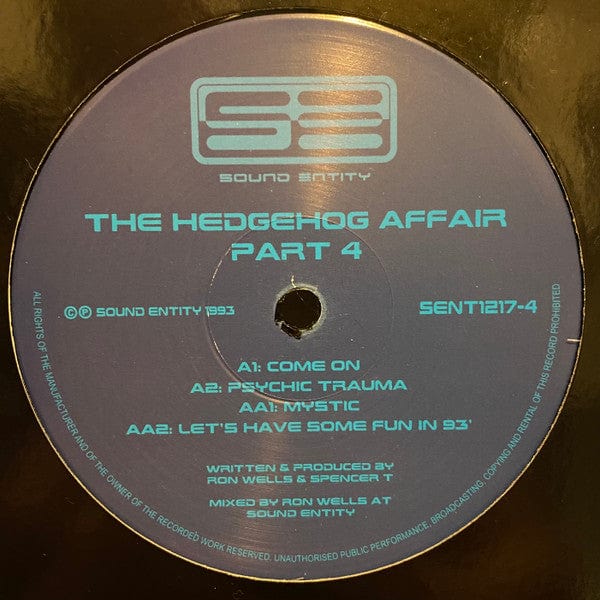 SE
SOUND ENTITY
THE HEDGEHOG AFFAIR
PART 4
©℗ SOUND ENTITY 1993
SENT1217-4
A1: COME ON
A2: PSYCHIC TRAUMA
AA1: MYSTIC
AA2: LET'S HAVE SOME FUN IN 93'
WRITTEN & PRODUCED BY
RON WELLS & SPENCER T
MIXED BY RON WELLS AT
SOUND ENTITY
ALL RIGHTS OF THE MANUFACTURER AND OF THE OWNER OF THE RECORDED WORK RESERVED. UNAUTHORISED PUBLIC PERFORMANCE, BROADCASTING, COPYING AND RENTAL OF THIS RECORD PROHIBITED